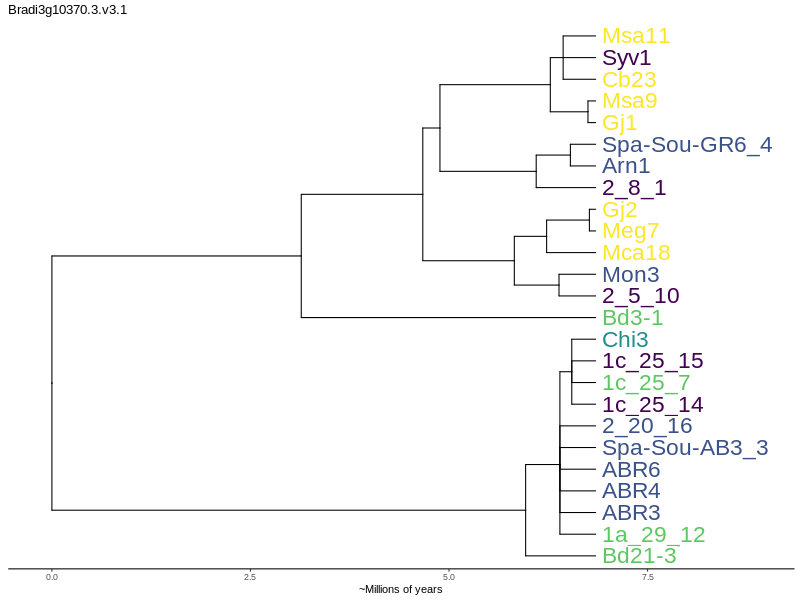 Bradi3g10370.3.v3.1
Msa11
Syv1
Cb23
Msa9
Gj1
Spa-Sou-GR6_4
Arn1
2_8_1
Gj2
Meg7
Mca18
Mon3
2_5_10
Bd3-1
Chi3
1c_25_15
1c_25_7
1c_25_14
2_20_16
Spa-Sou-AB3_3
ABR6
ABR4
ABR3
1a_29_12
Bd21-3
0.0 2.5 5.0 7.5
~Millions of years